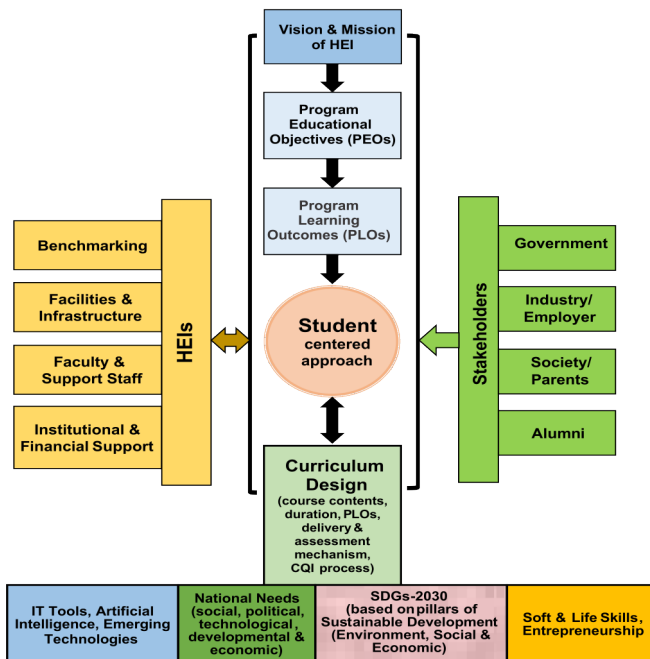 Vision & Mission
of HEI
Program
Educational
Objectives (PEOs)
Program
Learning
Outcomes (PLOs)
Benchmarking
Facilities &
Infrastructure
Faculty &
Support Staff
Institutional &
Financial Support
HEIs
Student
centered
approach
Stakeholders
Government
Industry/
Employer
Society/
Parents
Alumni
Curriculum
Design
(course contents,
duration, PLOs,
delivery &
assessment
mechanism,
CQI process)
IT Tools, Artificial
Intelligence, Emerging
Technologies
National Needs
(social, political,
technological,
developmental &
economic)
SDGs-2030
(based on pillars of
Sustainable Development
(Environment, Social &
Economic)
Soft & Life Skills,
Entrepreneurship